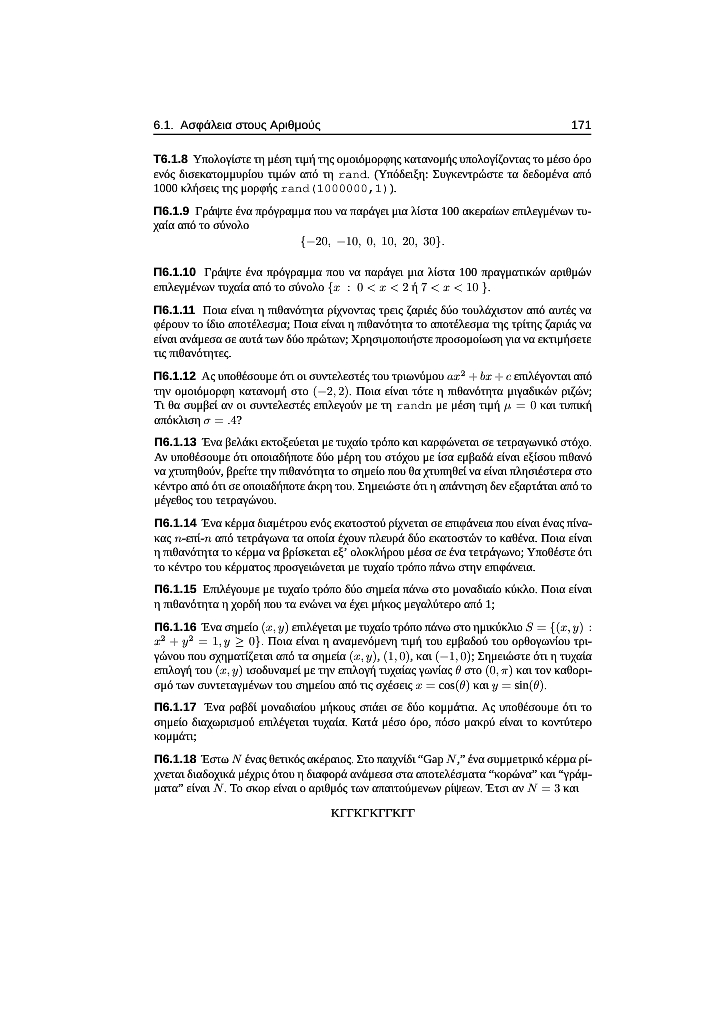 6.1. Ασφάλεια στους Αριθμούς 171
Τ6.1.8 Υπολογίστε τη μέση τιμή της ομοιόμορφης κατανομής υπολογίζοντας το μέσο όρο
ενός δισεκατομμυρίου τιμών από τη rand. (Υπόδειξη: Συγκεντρώστε τα δεδομένα από
1000 κλήσεις της μορφής rand(1000000,1)).
Π6.1.9 Γράψτε ένα πρόγραμμα που να παράγει μια λίστα 100 ακεραίων επιλεγμένων τυ-
χαία από το σύνολο
{−20, −10, 0, 10, 20, 30}.
Π6.1.10 Γράψτε ένα πρόγραμμα που να παράγει μια λίστα 100 πραγματικών αριθμών
επιλεγμένων τυχαία από το σύνολο {x : 0 < x < 2 ή 7 < x < 10 }.
Π6.1.11 Ποια είναι η πιθανότητα ρίχνοντας τρεις ζαριές δύο τουλάχιστον από αυτές να
φέρουν το ίδιο αποτέλεσμα; Ποια είναι η πιθανότητα το αποτέλεσμα της τρίτης ζαριάς να
είναι ανάμεσα σε αυτά των δύο πρώτων; Χρησιμοποιήστε προσομοίωση για να εκτιμήσετε
τις πιθανότητες.
Π6.1.12 Ας υποθέσουμε ότι οι συντελεστές του τριωνύμου ax² + bx + c επιλέγονται από
την ομοιόμορφη κατανομή στο (−2, 2). Ποια είναι τότε η πιθανότητα μιγαδικών ριζών;
Τι θα συμβεί αν οι συντελεστές επιλεγούν με τη randn με μέση τιμή μ = 0 και τυπική
απόκλιση σ = .4?
Π6.1.13 Ένα βελάκι εκτοξεύεται με τυχαίο τρόπο και καρφώνεται σε τετραγωνικό στόχο.
Αν υποθέσουμε ότι οποιαδήποτε δύο μέρη του στόχου με ίσα εμβαδά είναι εξίσου πιθανό
να χτυπηθούν, βρείτε την πιθανότητα το σημείο που θα χτυπηθεί να είναι πλησιέστερα στο
κέντρο από ότι σε οποιαδήποτε άκρη του. Σημειώστε ότι η απάντηση δεν εξαρτάται από το
μέγεθος του τετραγώνου.
Π6.1.14 Ένα κέρμα διαμέτρου ενός εκατοστού ρίχνεται σε επιφάνεια που είναι ένας πίνα-
κας n-επί-n από τετράγωνα τα οποία έχουν πλευρά δύο εκατοστών το καθένα. Ποια είναι
η πιθανότητα το κέρμα να βρίσκεται εξ’ ολοκλήρου μέσα σε ένα τετράγωνο; Υποθέστε ότι
το κέντρο του κέρματος προσγειώνεται με τυχαίο τρόπο πάνω στην επιφάνεια.
Π6.1.15 Επιλέγουμε με τυχαίο τρόπο δύο σημεία πάνω στο μοναδιαίο κύκλο. Ποια είναι
η πιθανότητα η χορδή που τα ενώνει να έχει μήκος μεγαλύτερο από 1;
Π6.1.16 Ένα σημείο (x, y) επιλέγεται με τυχαίο τρόπο πάνω στο ημικύκλιο S = {(x, y) :
x² + y² = 1, y ≥ 0}. Ποια είναι η αναμενόμενη τιμή του εμβαδού του ορθογωνίου τρι-
γώνου που σχηματίζεται από τα σημεία (x, y), (1, 0), και (−1, 0); Σημειώστε ότι η τυχαία
επιλογή του (x, y) ισοδυναμεί με την επιλογή τυχαίας γωνίας θ στο (0, π) και τον καθορι-
σμό των συντεταγμένων του σημείου από τις σχέσεις x = cos(θ) και y = sin(θ).
Π6.1.17 Ένα ραβδί μοναδιαίου μήκους σπάει σε δύο κομμάτια. Ας υποθέσουμε ότι το
σημείο διαχωρισμού επιλέγεται τυχαία. Κατά μέσο όρο, πόσο μακρύ είναι το κοντύτερο
κομμάτι;
Π6.1.18 Έστω N ένας θετικός ακέραιος. Στο παιχνίδι “Gap N,” ένα συμμετρικό κέρμα ρί-
χνεται διαδοχικά μέχρις ότου η διαφορά ανάμεσα στα αποτελέσματα “κορώνα” και “γράμ-
ματα” είναι N. Το σκορ είναι ο αριθμός των απαιτούμενων ρίψεων. Έτσι αν N = 3 και
ΚΓΓΚΓΚΓΓΚΓΓ